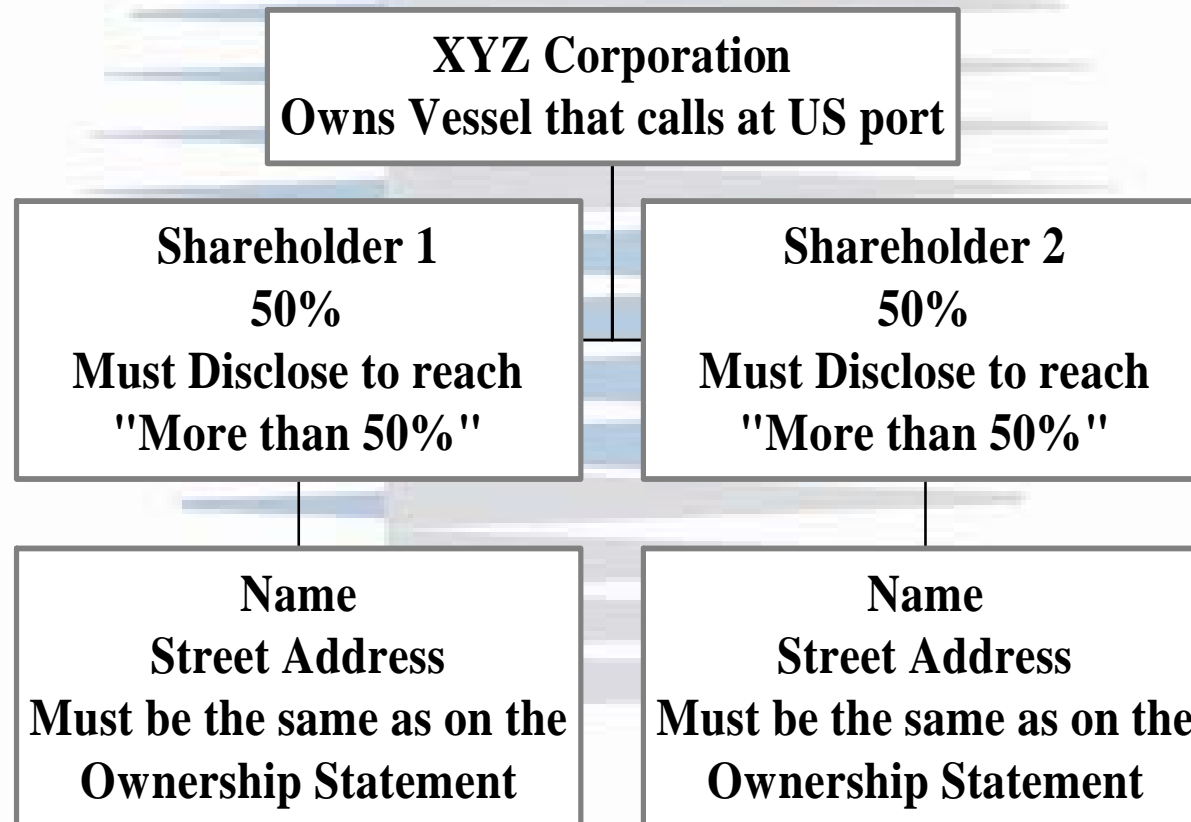 XYZ Corporation
Owns Vessel that calls at US port
Shareholder 1
50%
Must Disclose to reach
"More than 50%"
Shareholder 2
50%
Must Disclose to reach
"More than 50%"
Name
Street Address
Must be the same as on the
Ownership Statement
Name
Street Address
Must be the same as on the
Ownership Statement